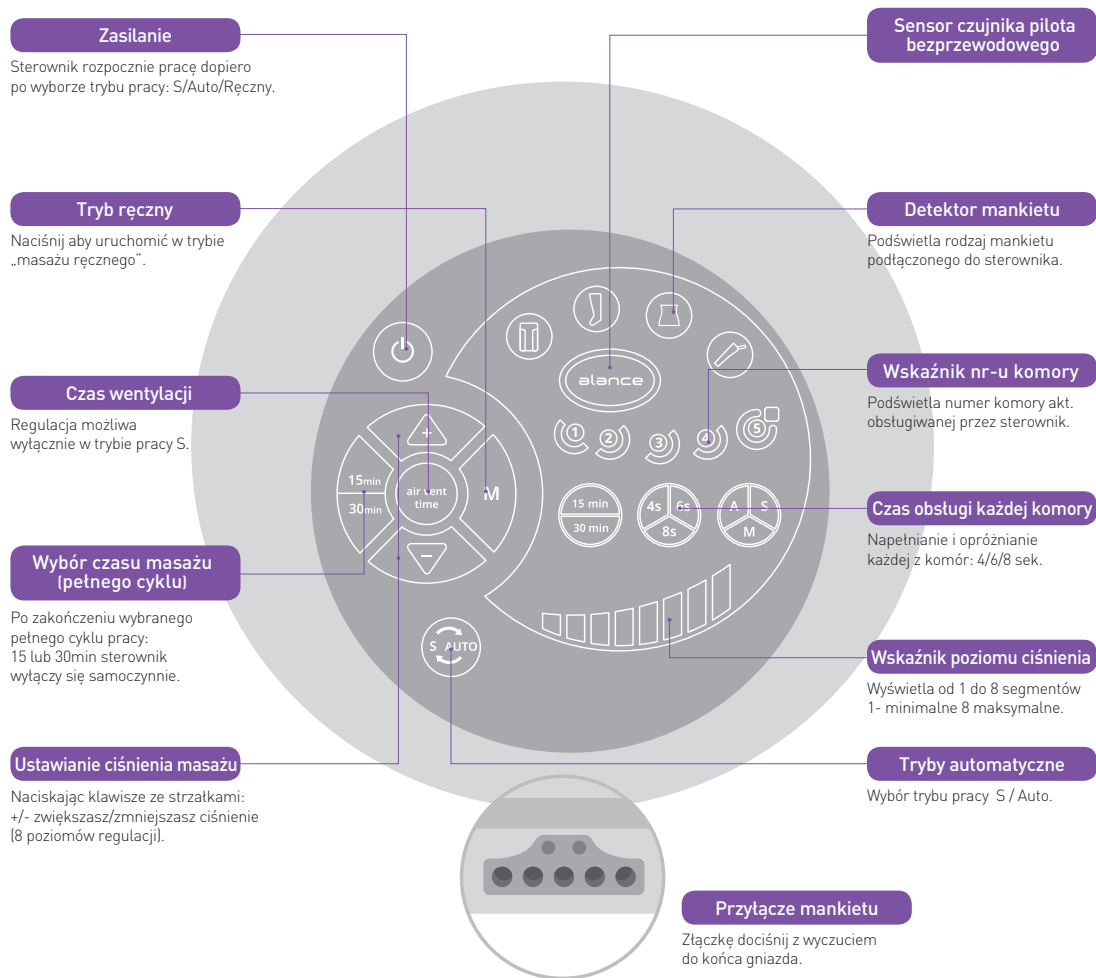 Zasilanie
Sterownik rozpocznie pracę dopiero
po wyborze trybu pracy: S/Auto/Ręczny.
Tryb ręczny
Naciśnij aby uruchomić w trybie
„masażu ręcznego”.
Czas wentylacji
Regulacja możliwa
wyłącznie w trybie pracy S.
Wybór czasu masażu
(pełnego cyklu)
Po zakończeniu wybranego
pełnego cyklu pracy:
15 lub 30min sterownik
wyłączy się samoczynnie.
Ustawianie ciśnienia masażu
Naciskając klawisze ze strzałkami:
+/- zwiększasz/zmniejszasz ciśnienie
(8 poziomów regulacji).
alance
1 2 3 4 5
+
15min
30min
air vent
time
M
−
15 min
30 min
4s 6s
8s
A S
M
S AUTO
Sensor czujnika pilota
bezprzewodowego
Detektor mankietu
Podświetla rodzaj mankietu
podłączonego do sterownika.
Wskaźnik nr-u komory
Podświetla numer komory akt.
obsługiwanej przez sterownik.
Czas obsługi każdej komory
Napełnianie i opróżnianie
każdej z komór: 4/6/8 sek.
Wskaźnik poziomu ciśnienia
Wyświetla od 1 do 8 segmentów
1- minimalne 8 maksymalne.
Tryby automatyczne
Wybór trybu pracy S / Auto.
Przyłącze mankietu
Złączkę dociśnij z wyczuciem
do końca gniazda.